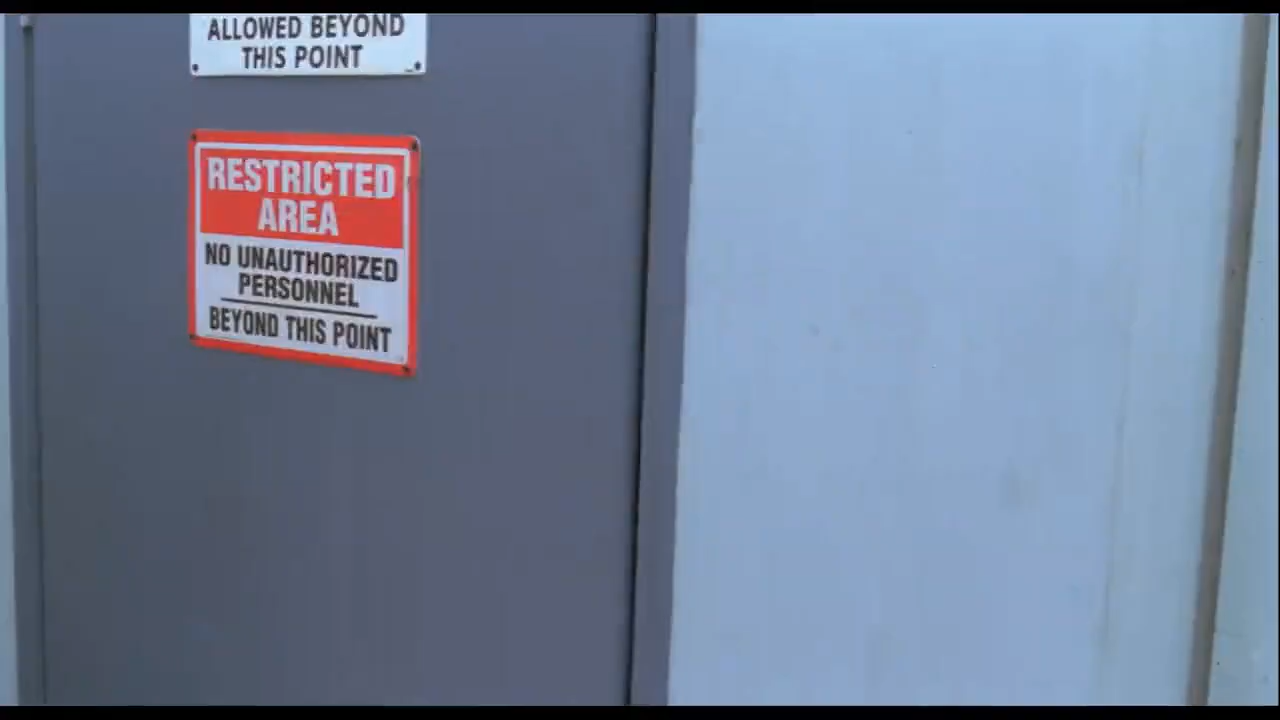 ALLOWED BEYOND
THIS POINT
RESTRICTED
AREA
NO UNAUTHORIZED
PERSONNEL
BEYOND THIS POINT